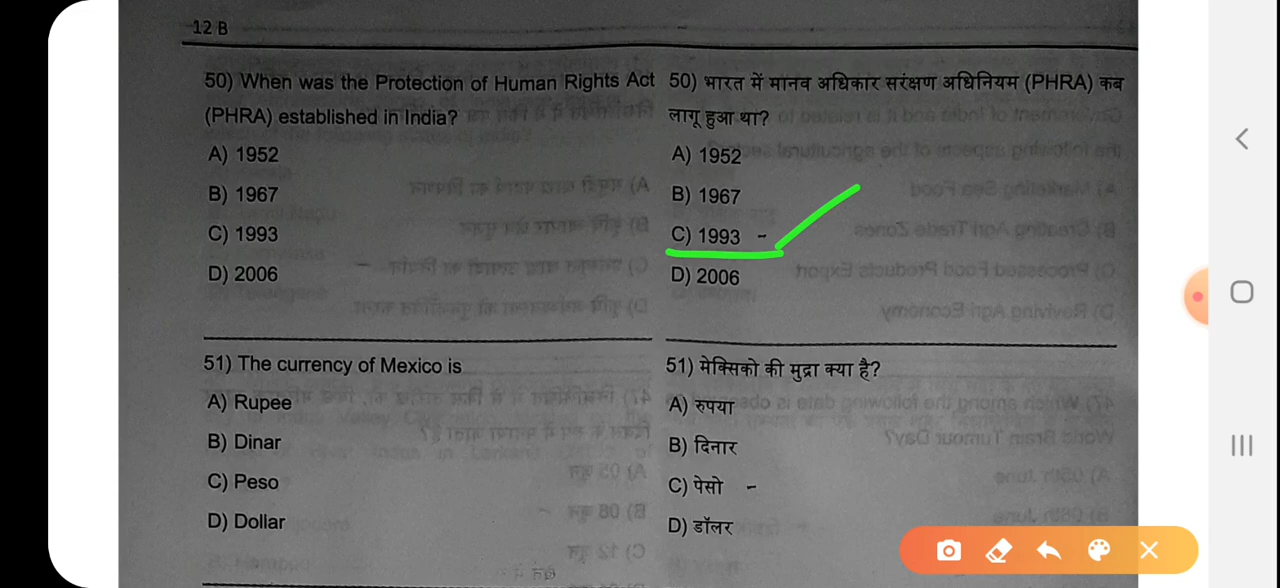 12 B
50) When was the Protection of Human Rights Act
(PHRA) established in India?
A) 1952
B) 1967
C) 1993
D) 2006
50) भारत में मानव अधिकार सरंक्षण अधिनियम (PHRA) कब
लागू हुआ था?
A) 1952
B) 1967
C) 1993 -
D) 2006
51) The currency of Mexico is
A) Rupee
B) Dinar
C) Peso
D) Dollar
51) मेक्सिको की मुद्रा क्या है?
A) रुपया
B) दिनार
C) पेसो -
D) डॉलर